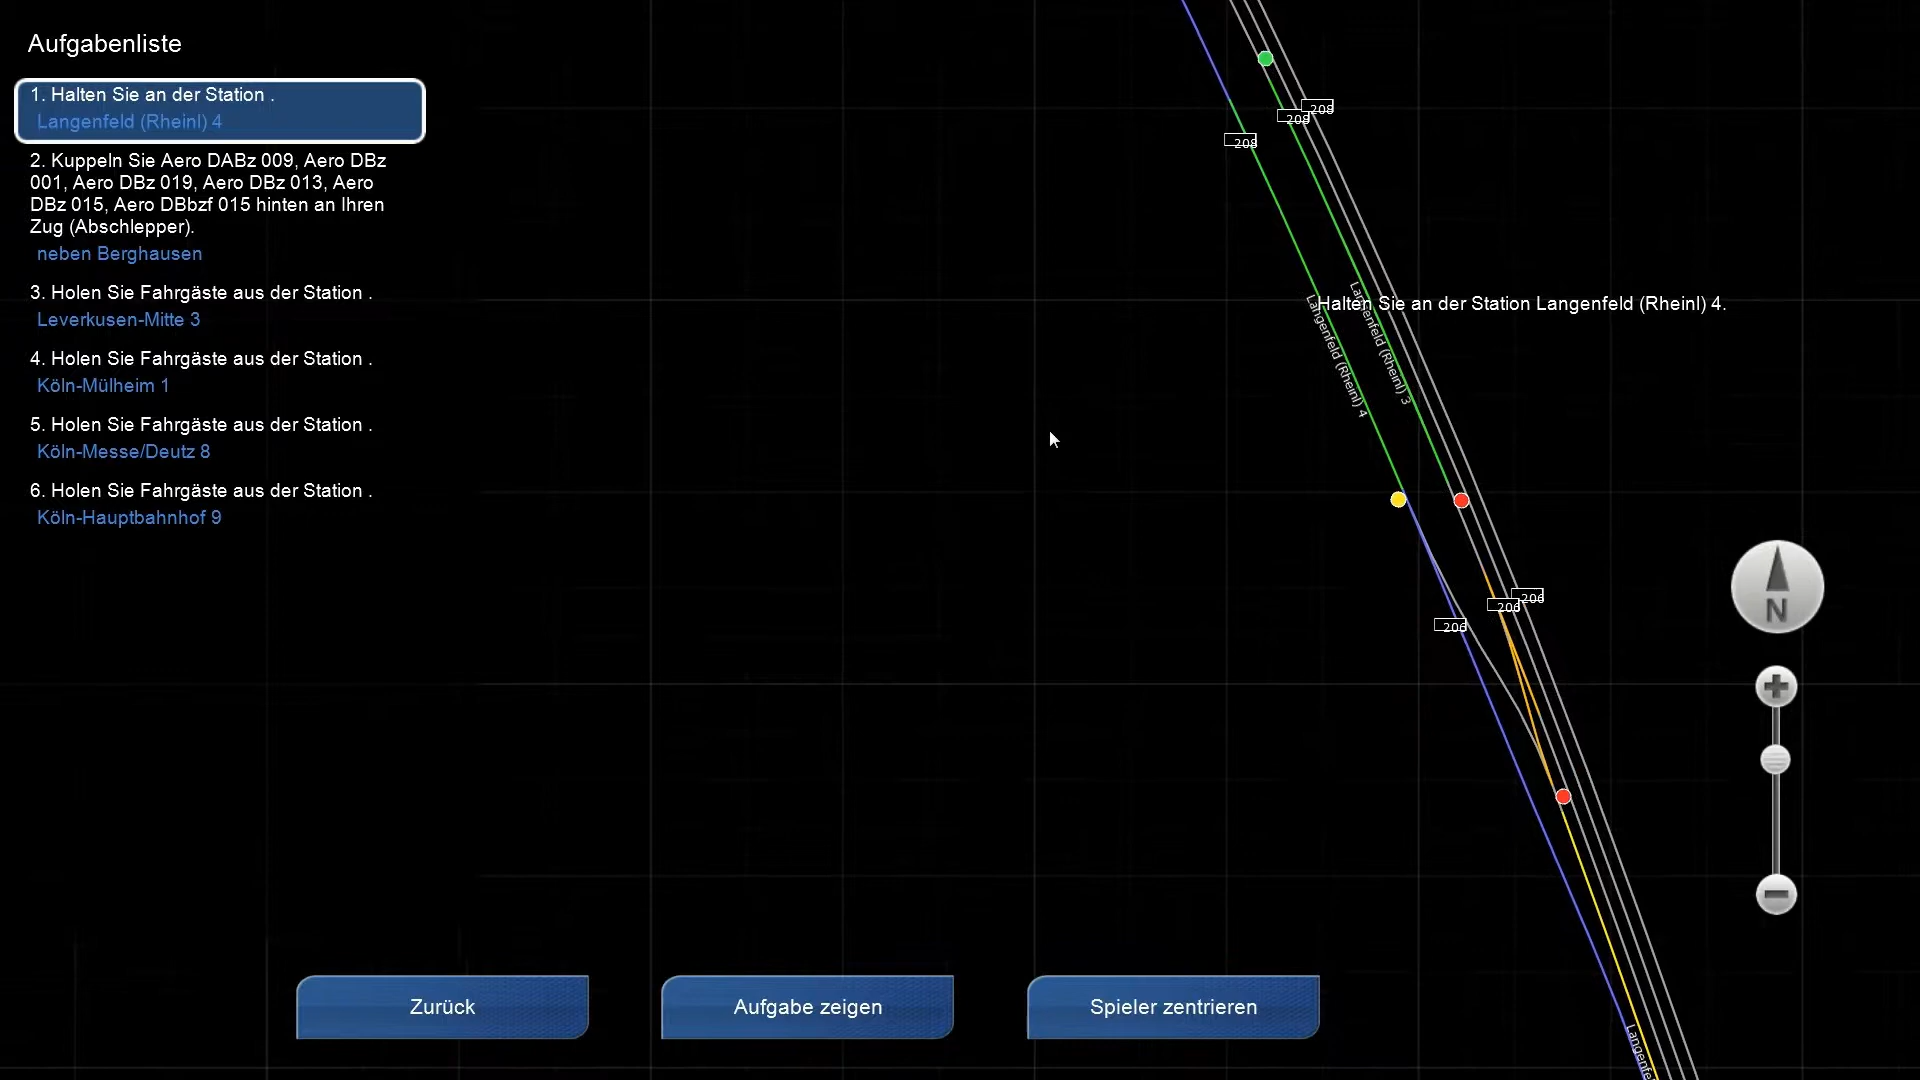 Aufgabenliste
1. Halten Sie an der Station .
Langenfeld (Rheinl) 4
2. Kuppeln Sie Aero DABz 009, Aero DBz
001, Aero DBz 019, Aero DBz 013, Aero
DBz 015, Aero DBbzf 015 hinten an Ihren
Zug (Abschlepper).
neben Berghausen
3. Holen Sie Fahrgäste aus der Station .
Leverkusen-Mitte 3
4. Holen Sie Fahrgäste aus der Station .
Köln-Mülheim 1
5. Holen Sie Fahrgäste aus der Station .
Köln-Messe/Deutz 8
6. Holen Sie Fahrgäste aus der Station .
Köln-Hauptbahnhof 9
208
208
208
Halten Sie an der Station Langenfeld (Rheinl) 4.
Langenfeld (Rheinl) 4
Langenfeld (Rheinl) 3
206
206
206
N
Langenfe
Zurück
Aufgabe zeigen
Spieler zentrieren